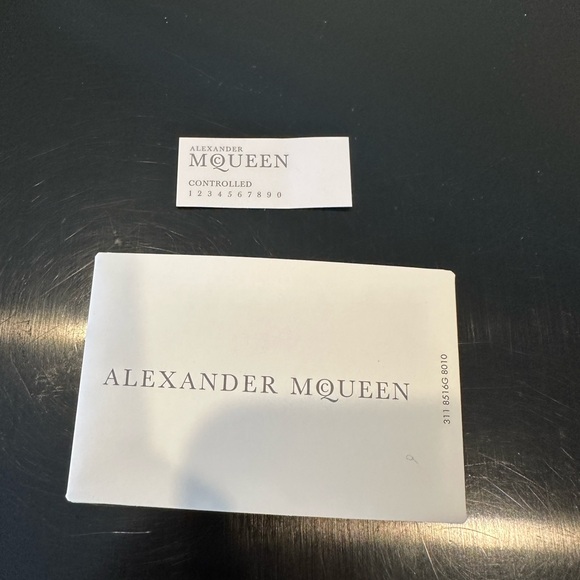 ALEXANDER
McQUEEN
CONTROLLED
1 2 3 4 5 6 7 8 9 0
ALEXANDER McQUEEN
311 8516G 8010